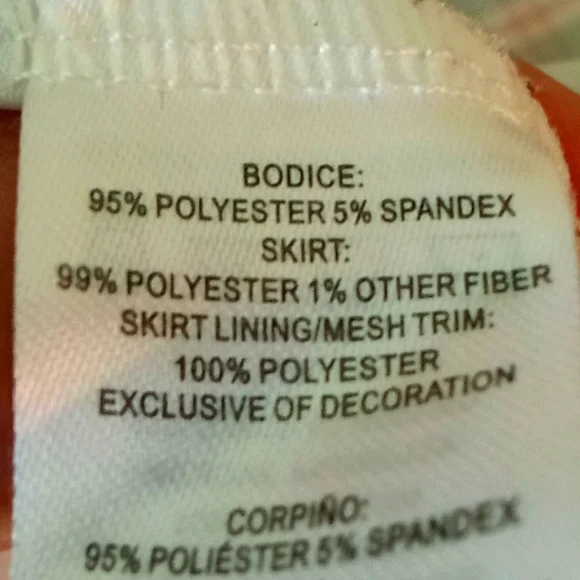 BODICE:
95% POLYESTER 5% SPANDEX
SKIRT:
99% POLYESTER 1% OTHER FIBER
SKIRT LINING/MESH TRIM:
100% POLYESTER
EXCLUSIVE OF DECORATION
CORPIÑO:
95% POLIÉSTER 5% SPANDEX